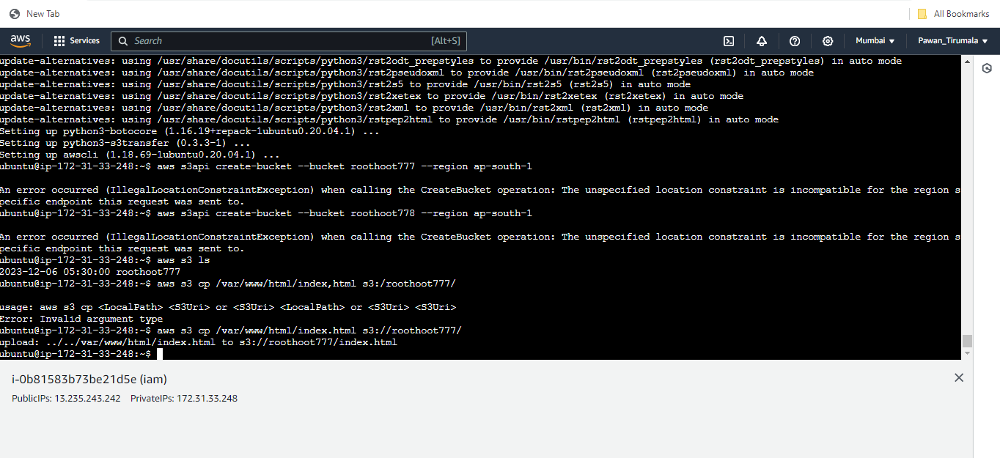 New Tab
All Bookmarks
aws
Services
Search
[Alt+S]
Mumbai
Pawan_Tirumala
update-alternatives: using /usr/share/docutils/scripts/python3/rst2odt_prepstyles to provide /usr/bin/rst2odt_prepstyles (rst2odt_prepstyles) in auto mode
update-alternatives: using /usr/share/docutils/scripts/python3/rst2pseudoxml to provide /usr/bin/rst2pseudoxml (rst2pseudoxml) in auto mode
update-alternatives: using /usr/share/docutils/scripts/python3/rst2s5 to provide /usr/bin/rst2s5 (rst2s5) in auto mode
update-alternatives: using /usr/share/docutils/scripts/python3/rst2xetex to provide /usr/bin/rst2xetex (rst2xetex) in auto mode
update-alternatives: using /usr/share/docutils/scripts/python3/rst2xml to provide /usr/bin/rst2xml (rst2xml) in auto mode
update-alternatives: using /usr/share/docutils/scripts/python3/rstpep2html to provide /usr/bin/rstpep2html (rstpep2html) in auto mode
Setting up python3-botocore (1.16.19+repack-1ubuntu0.20.04.1) ...
Setting up python3-s3transfer (0.3.3-1) ...
Setting up awscli (1.18.69-1ubuntu0.20.04.1) ...
ubuntu@ip-172-31-33-248:~$ aws s3api create-bucket --bucket roothoot777 --region ap-south-1
An error occurred (IllegalLocationConstraintException) when calling the CreateBucket operation: The unspecified location constraint is incompatible for the region s
pecific endpoint this request was sent to.
ubuntu@ip-172-31-33-248:~$ aws s3api create-bucket --bucket roothoot778 --region ap-south-1
An error occurred (IllegalLocationConstraintException) when calling the CreateBucket operation: The unspecified location constraint is incompatible for the region s
pecific endpoint this request was sent to.
ubuntu@ip-172-31-33-248:~$ aws s3 ls
2023-12-06 05:30:00 roothoot777
ubuntu@ip-172-31-33-248:~$ aws s3 cp /var/www/html/index,html s3:/roothoot777/
usage: aws s3 cp <LocalPath> <S3Uri> or <S3Uri> <LocalPath> or <S3Uri> <S3Uri>
Error: Invalid argument type
ubuntu@ip-172-31-33-248:~$ aws s3 cp /var/www/html/index.html s3://roothoot777/
upload: ../../var/www/html/index.html to s3://roothoot777/index.html
ubuntu@ip-172-31-33-248:~$
i-0b81583b73be21d5e (iam)
PublicIPs: 13.235.243.242 PrivateIPs: 172.31.33.248